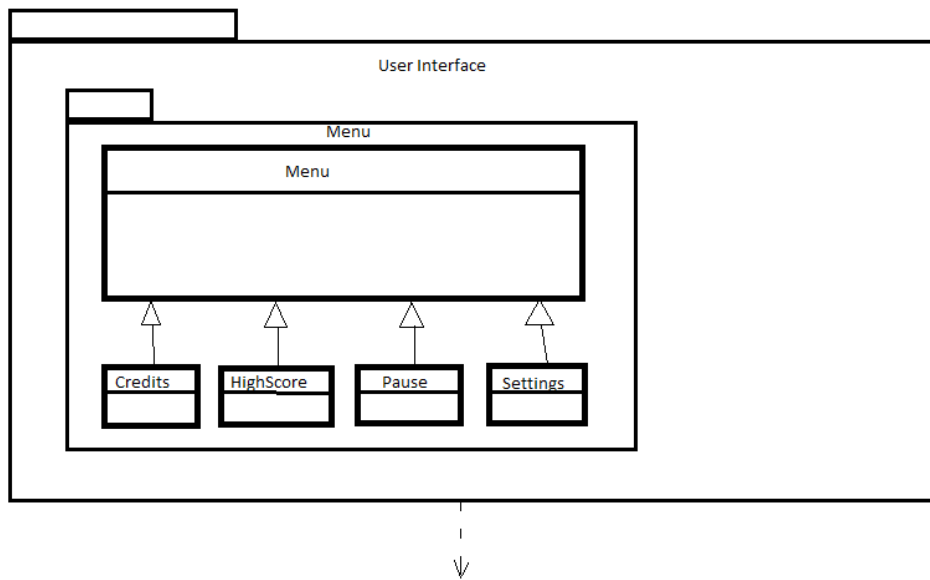 User Interface
Menu
Menu
Credits
HighScore
Pause
Settings